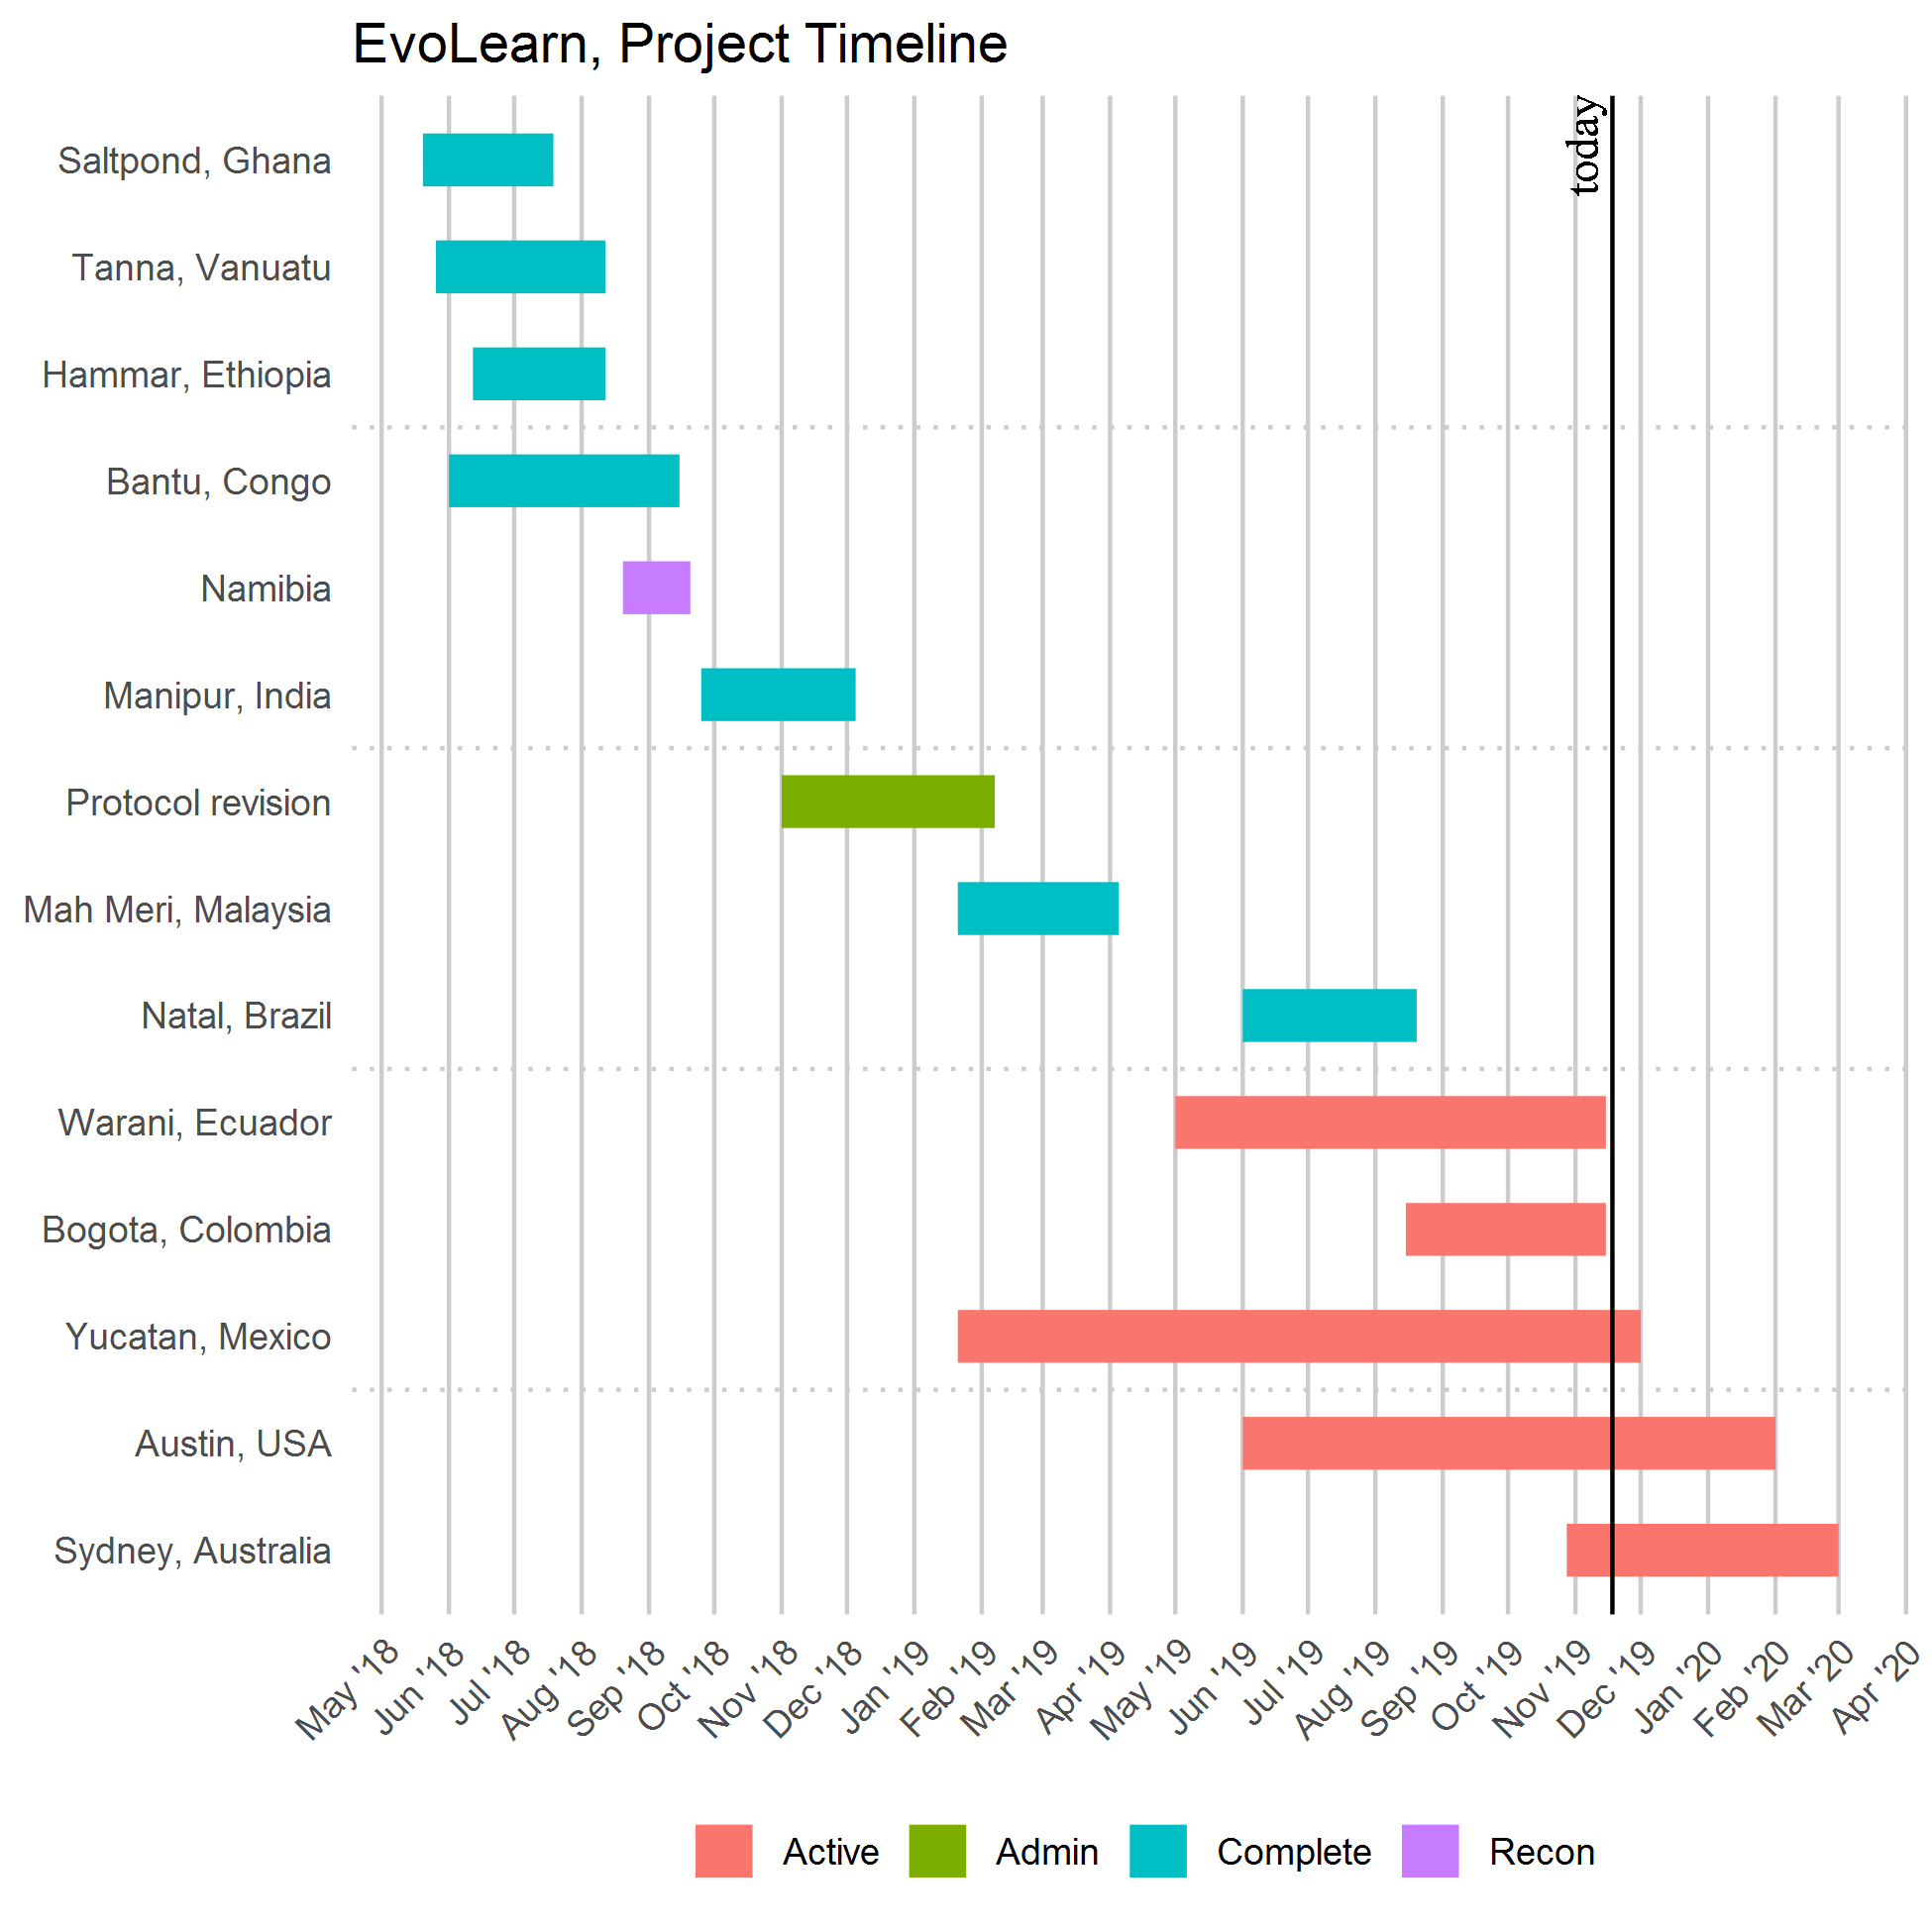 EvoLearn, Project Timeline
today
Saltpond, Ghana
Tanna, Vanuatu
Hammar, Ethiopia
Bantu, Congo
Namibia
Manipur, India
Protocol revision
Mah Meri, Malaysia
Natal, Brazil
Warani, Ecuador
Bogota, Colombia
Yucatan, Mexico
Austin, USA
Sydney, Australia
May '18
Jun '18
Jul '18
Aug '18
Sep '18
Oct '18
Nov '18
Dec '18
Jan '19
Feb '19
Mar '19
Apr '19
May '19
Jun '19
Jul '19
Aug '19
Sep '19
Oct '19
Nov '19
Dec '19
Jan '20
Feb '20
Mar '20
Apr '20
Active
Admin
Complete
Recon